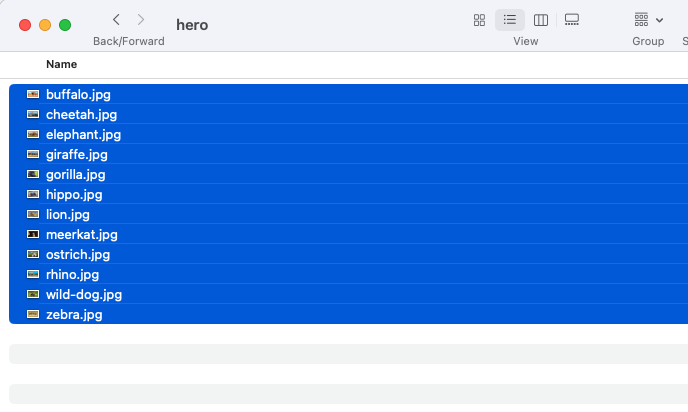 hero
Back/Forward
View
Group
S
Name
buffalo.jpg
cheetah.jpg
elephant.jpg
giraffe.jpg
gorilla.jpg
hippo.jpg
lion.jpg
meerkat.jpg
ostrich.jpg
rhino.jpg
wild-dog.jpg
zebra.jpg